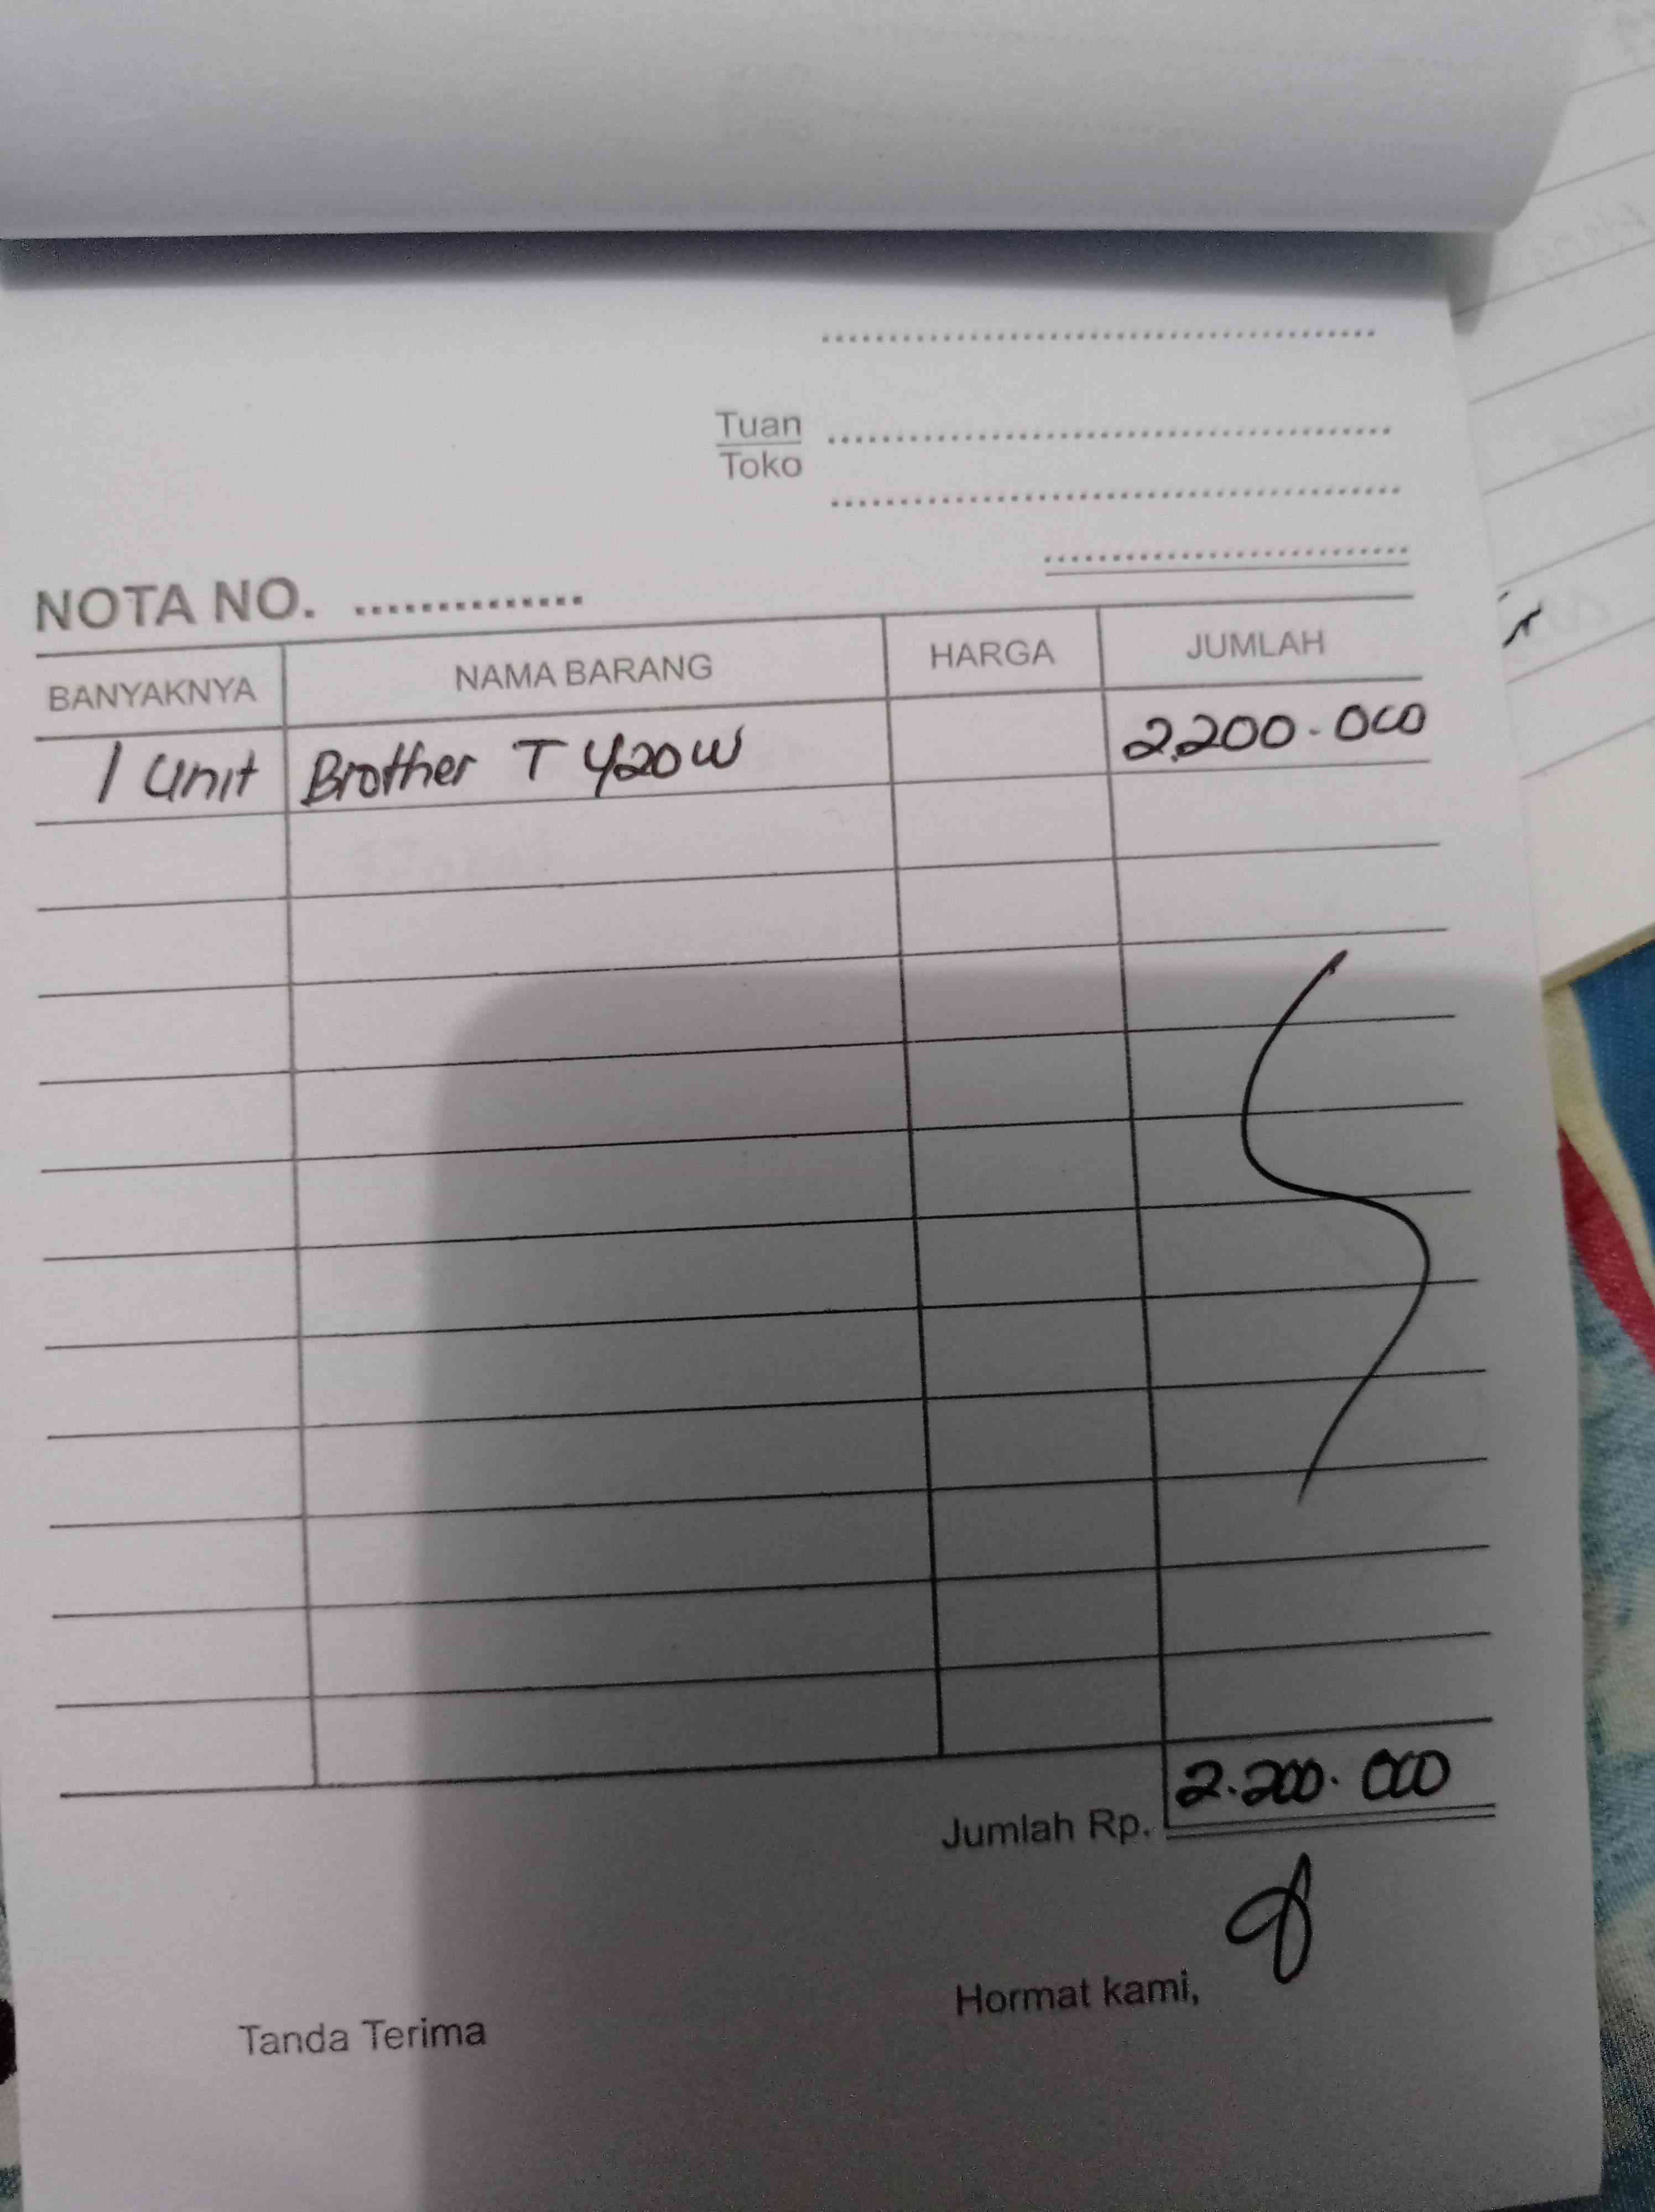 Tuan
Toko
NOTA NO.
BANYAKNYA NAMA BARANG HARGA JUMLAH
1 Unit Brother T 420W 2.200.000
Jumlah Rp. 2.200.000
Hormat kami,
Tanda Terima